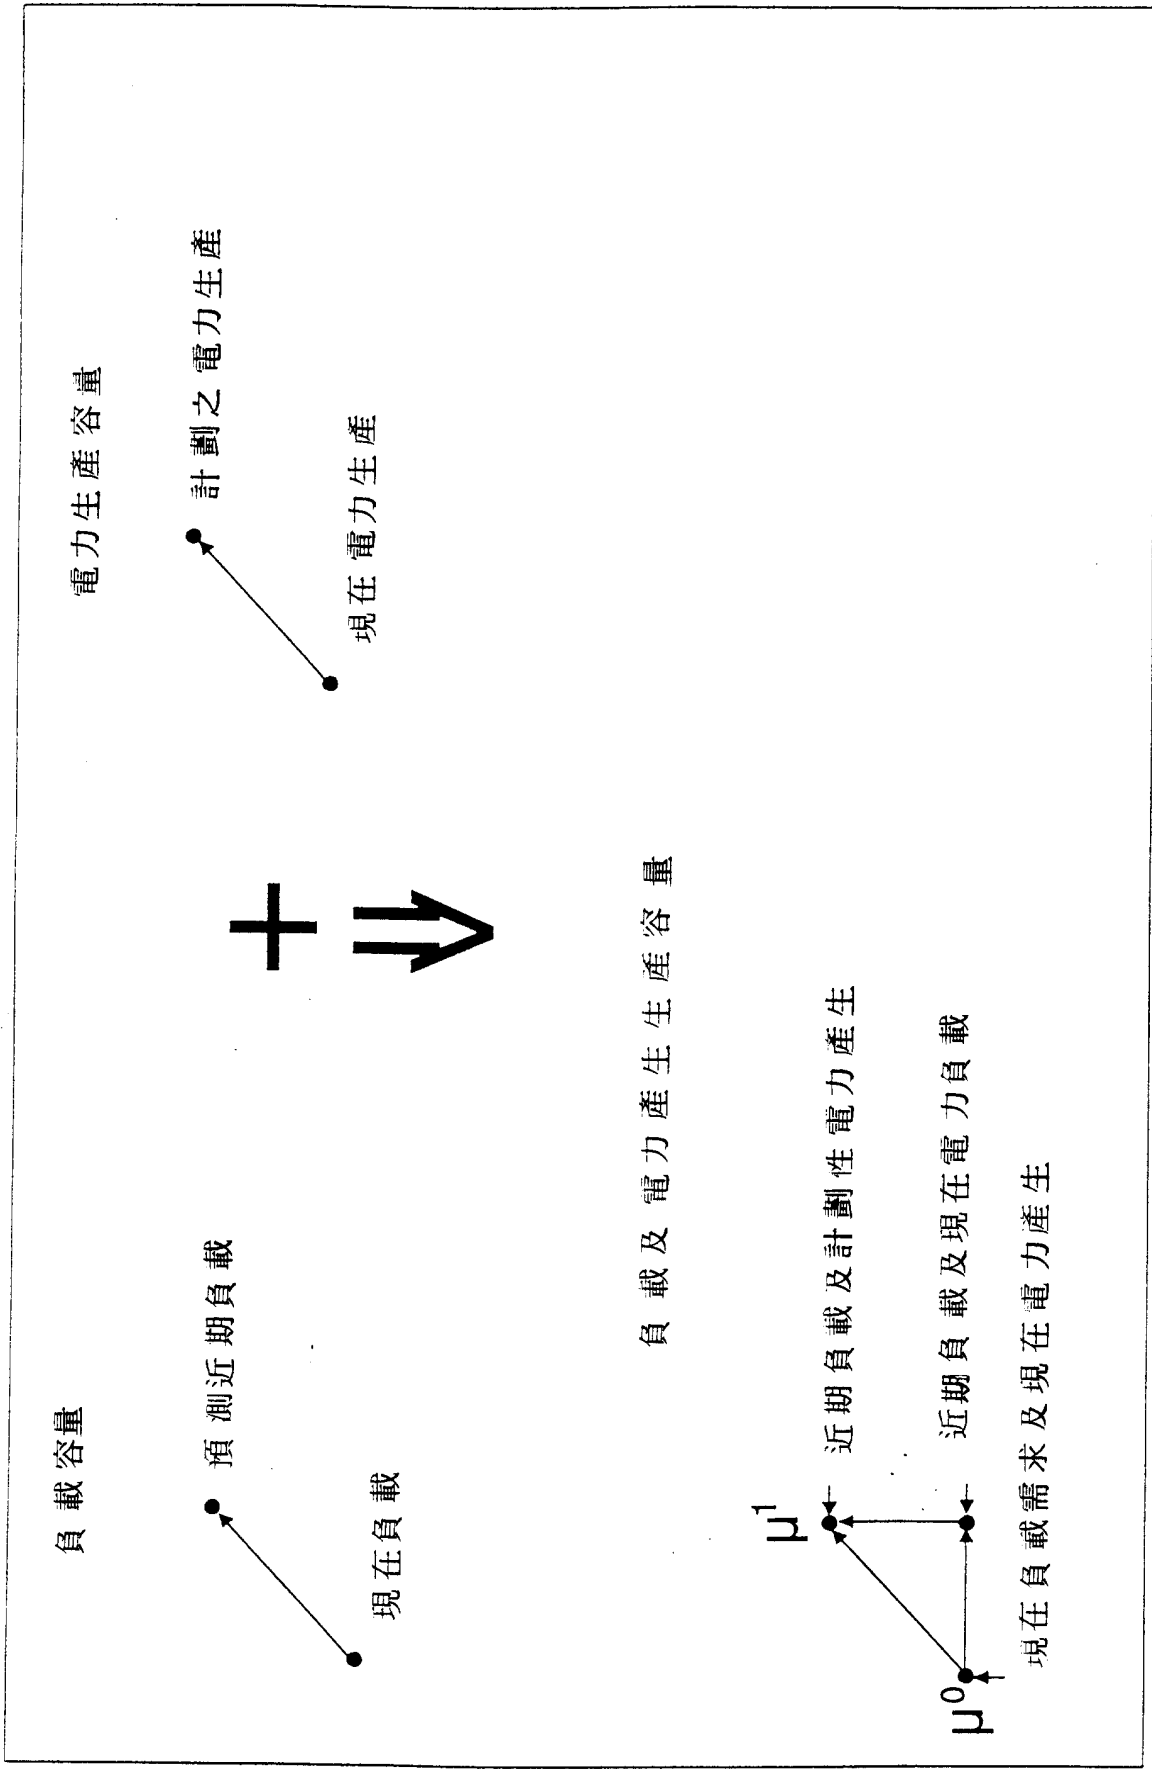 負載容量
電力生產容量
預測近期負載
計劃之電力生產
現在負載
現在電力生產
+
⇒
負載及電力產生生產容量
μ¹
近期負載及計劃性電力產生
近期負載及現在電力負載
μ⁰
現在負載需求及現在電力產生